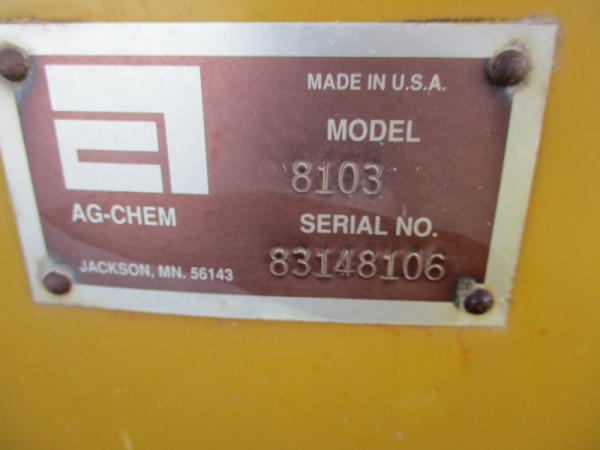 MADE IN U.S.A.
MODEL
8103
AG-CHEM
SERIAL NO.
JACKSON, MN. 56143
83148106